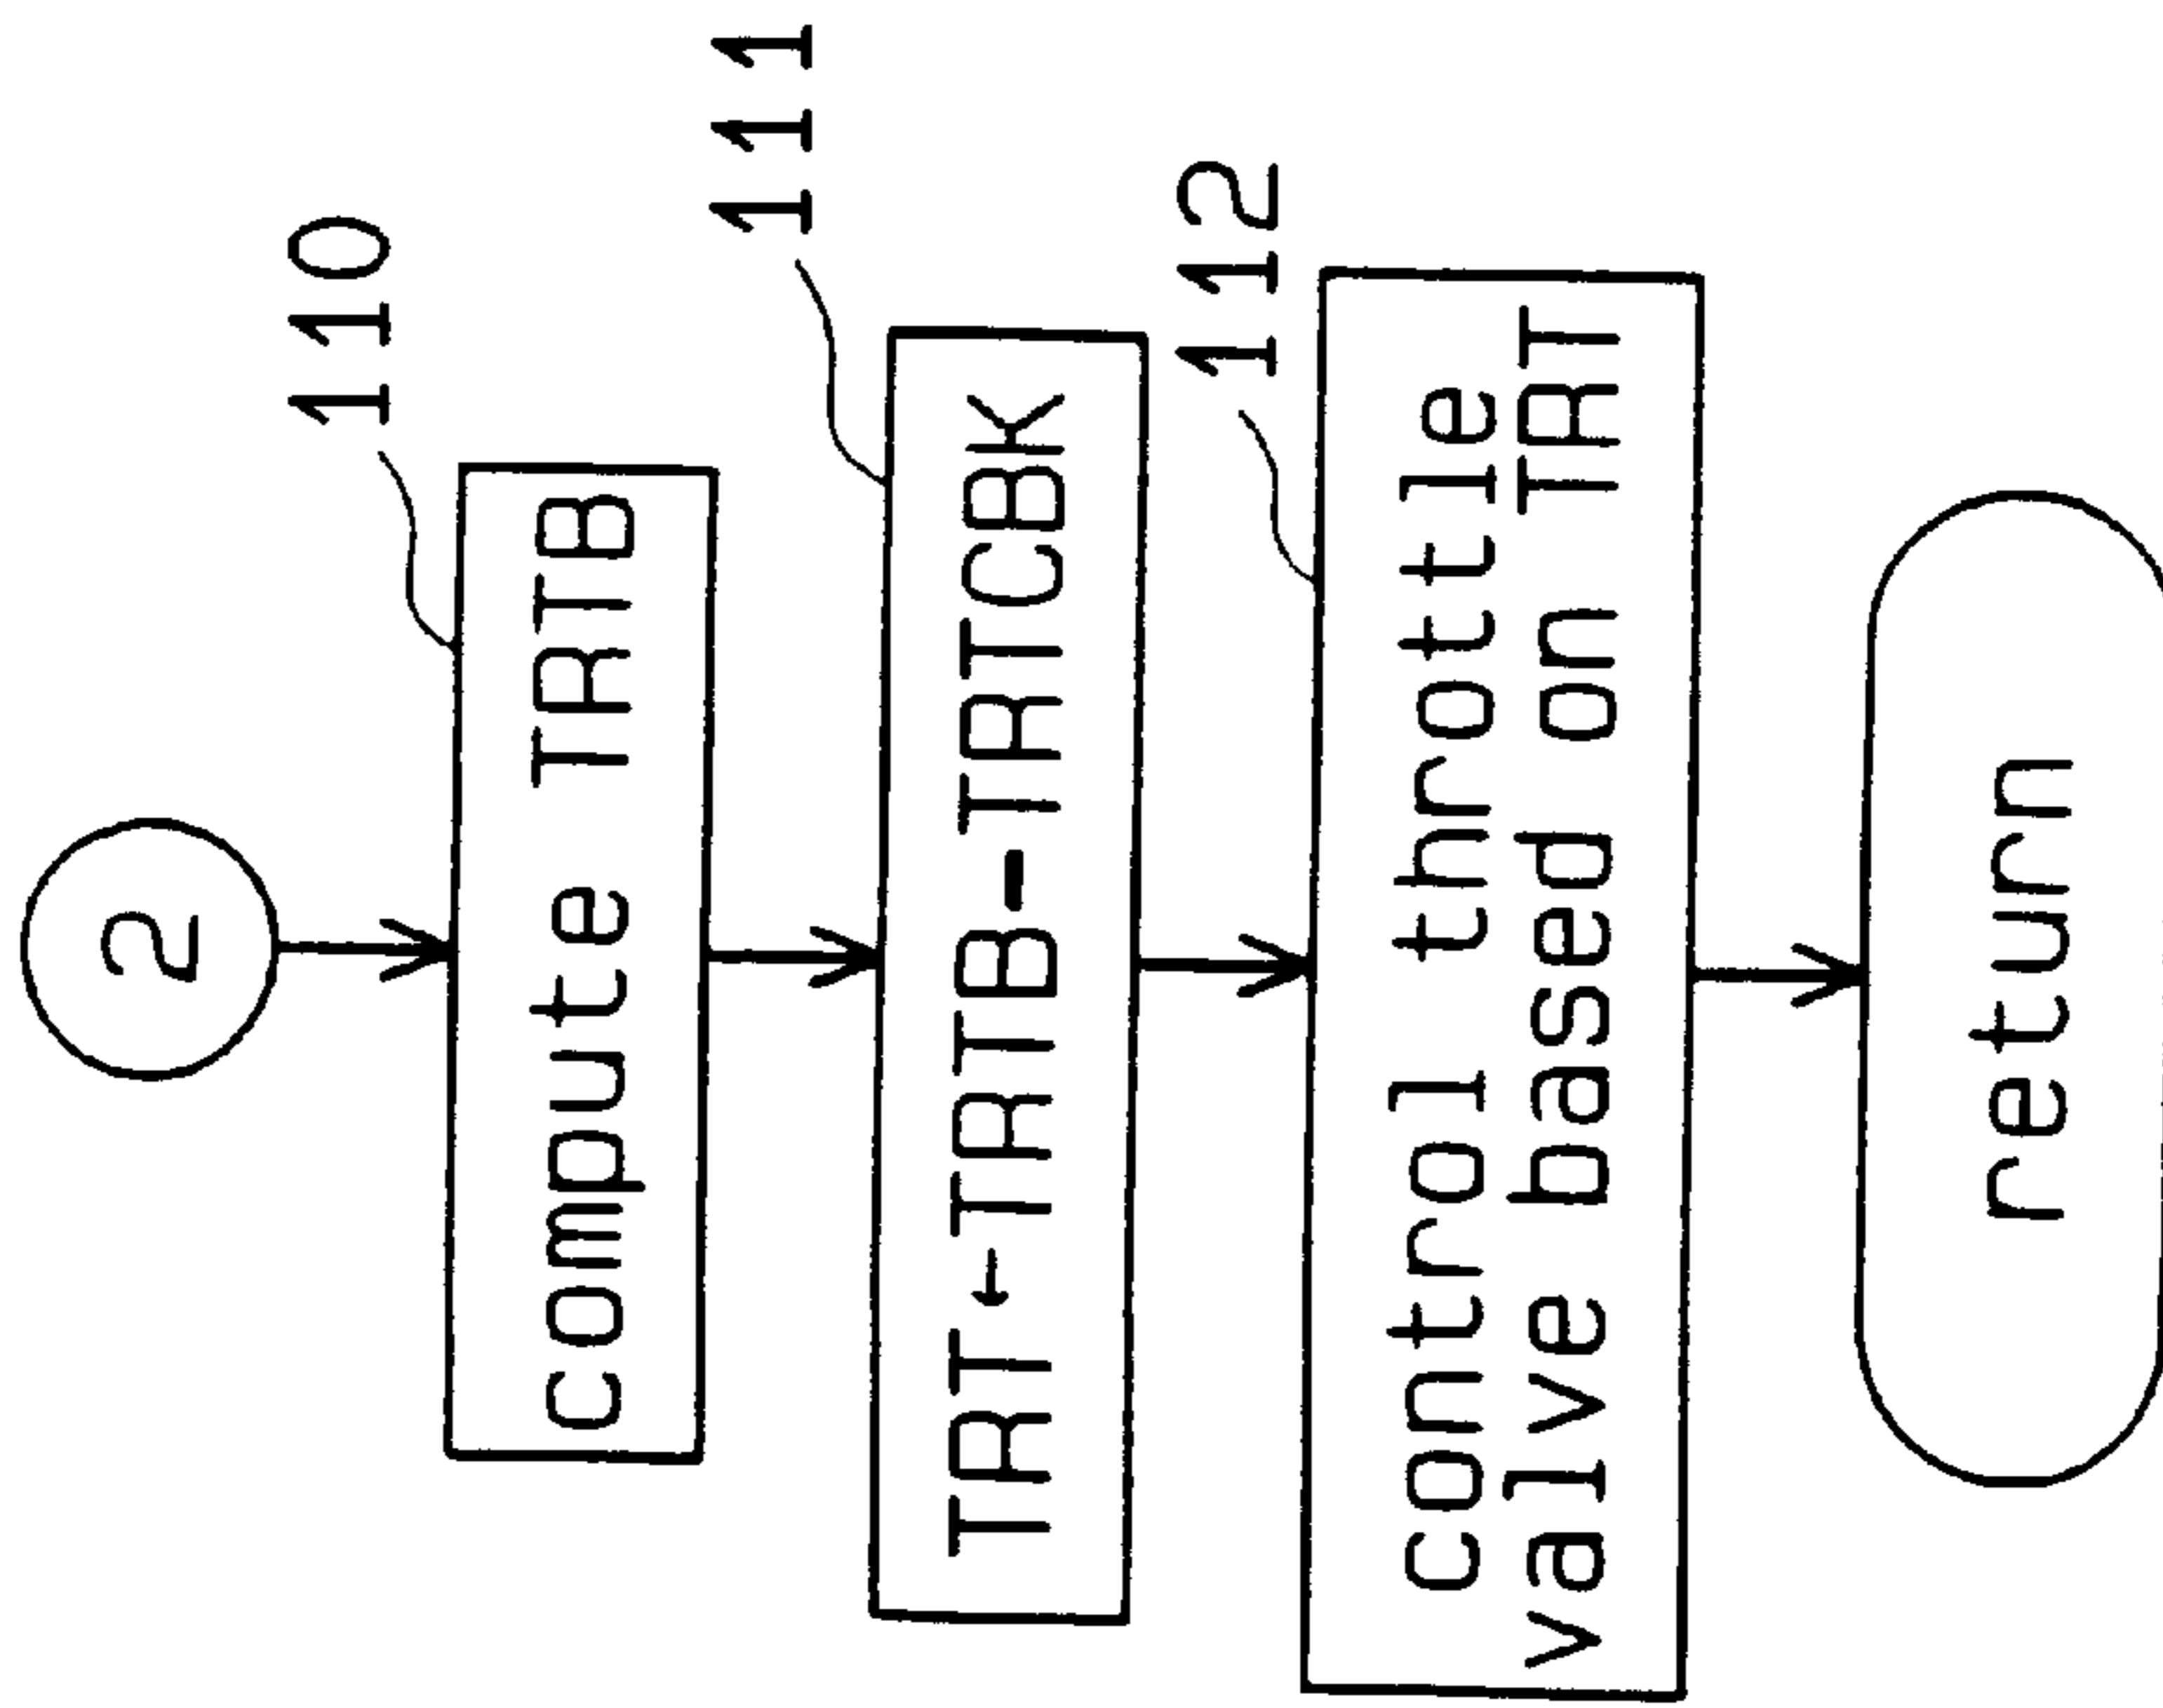 2
110
compute TRTB
111
TRT←TRTB-TRTCBK
112
control throttle
valve based on TRT
return